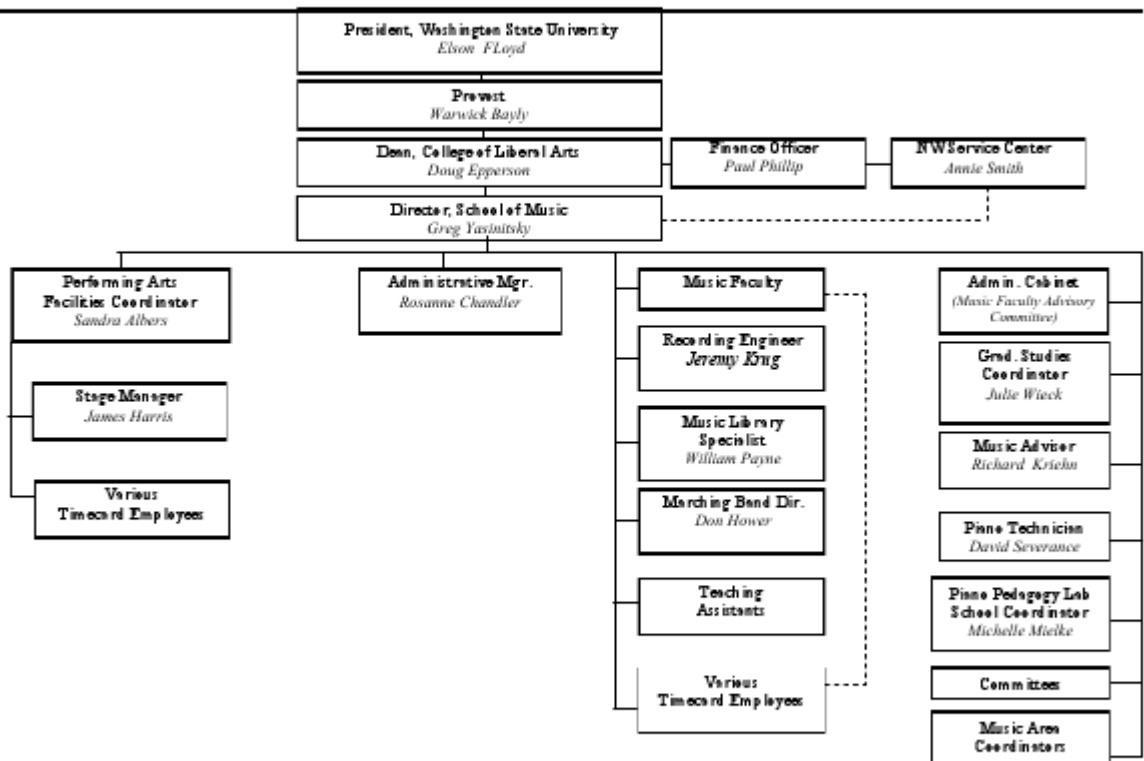 President, Washington State University
Elson FLoyd
Provost
Warwick Bayly
Dean, College of Liberal Arts
Doug Epperson
Finance Officer
Paul Phillip
NW Service Center
Annie Smith
Director, School of Music
Greg Yasinitsky
Performing Arts
Facilities Coordinator
Sandra Albers
Stage Manager
James Harris
Various
Timecard Employees
Administrative Mgr.
Rosanne Chandler
Music Faculty
Recording Engineer
Jeremy Krug
Music Library
Specialist
William Payne
Marching Band Dir.
Don Hower
Teaching
Assistants
Various
Timecard Employees
Admin. Cabinet
(Music Faculty Advisory
Committee)
Grad. Studies
Coordinator
Julie Wieck
Music Advisor
Richard Kriehn
Piano Technician
David Severance
Piano Pedagogy Lab
School Coordinator
Michelle Mielke
Committees
Music Area
Coordinators